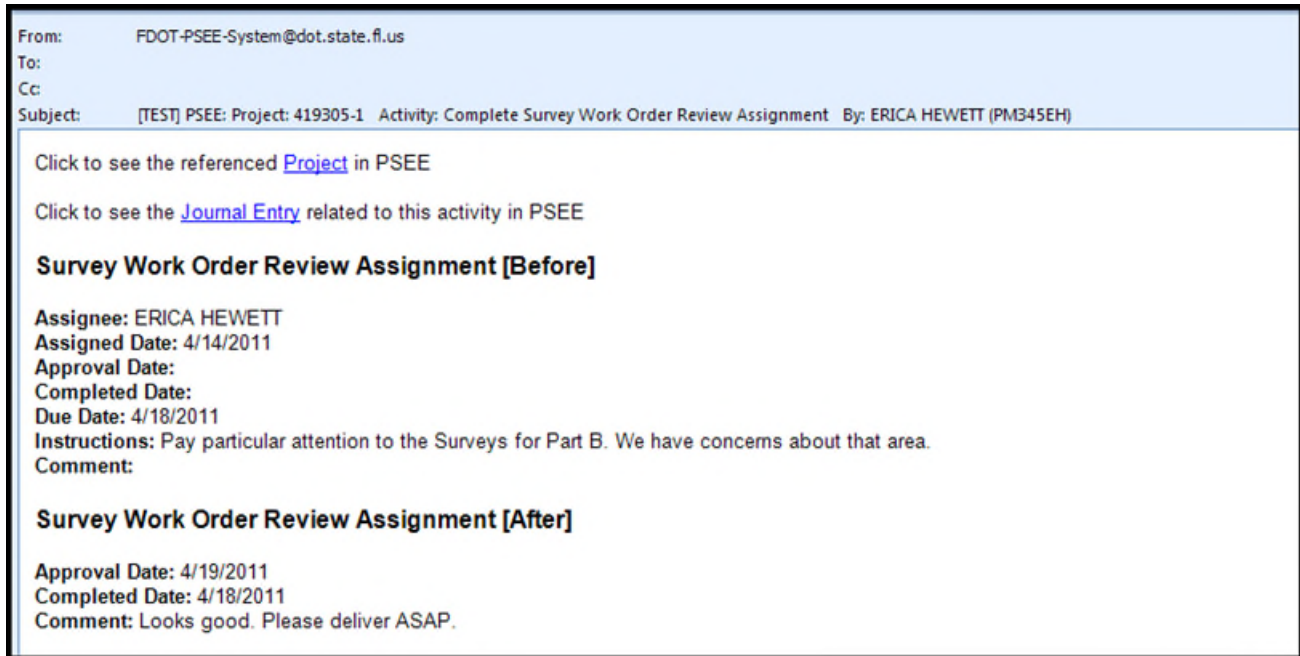 From: FDOT-PSEE-System@dot.state.fl.us
To:
Cc:
Subject: [TEST] PSEE: Project: 419305-1 Activity: Complete Survey Work Order Review Assignment By: ERICA HEWETT (PM345EH)
Click to see the referenced Project in PSEE
Click to see the Journal Entry related to this activity in PSEE
Survey Work Order Review Assignment [Before]
Assignee: ERICA HEWETT
Assigned Date: 4/14/2011
Approval Date:
Completed Date:
Due Date: 4/18/2011
Instructions: Pay particular attention to the Surveys for Part B. We have concerns about that area.
Comment:
Survey Work Order Review Assignment [After]
Approval Date: 4/19/2011
Completed Date: 4/18/2011
Comment: Looks good. Please deliver ASAP.